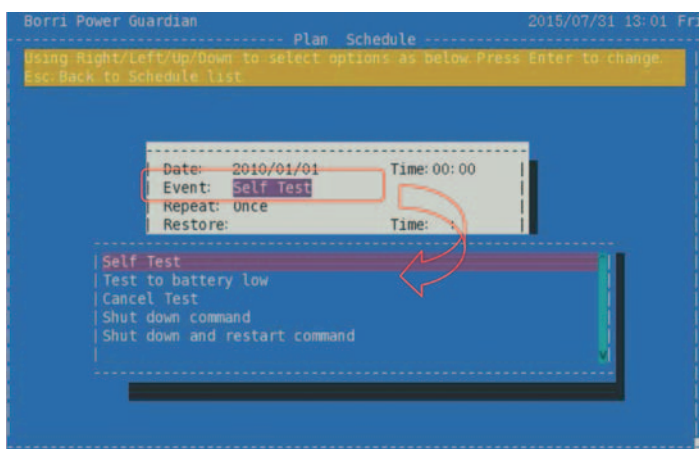 Borri Power Guardian 2015/07/31 13:01 Fri
Plan Schedule
Using Right/Left/Up/Down to select options as below.Press Enter to change.
Esc:Back to Schedule list.
Date: 2010/01/01 Time:00:00
Event: Self Test
Repeat: Once
Restore: Time: :
Self Test
Test to battery low
Cancel Test
Shut down command
Shut down and restart command